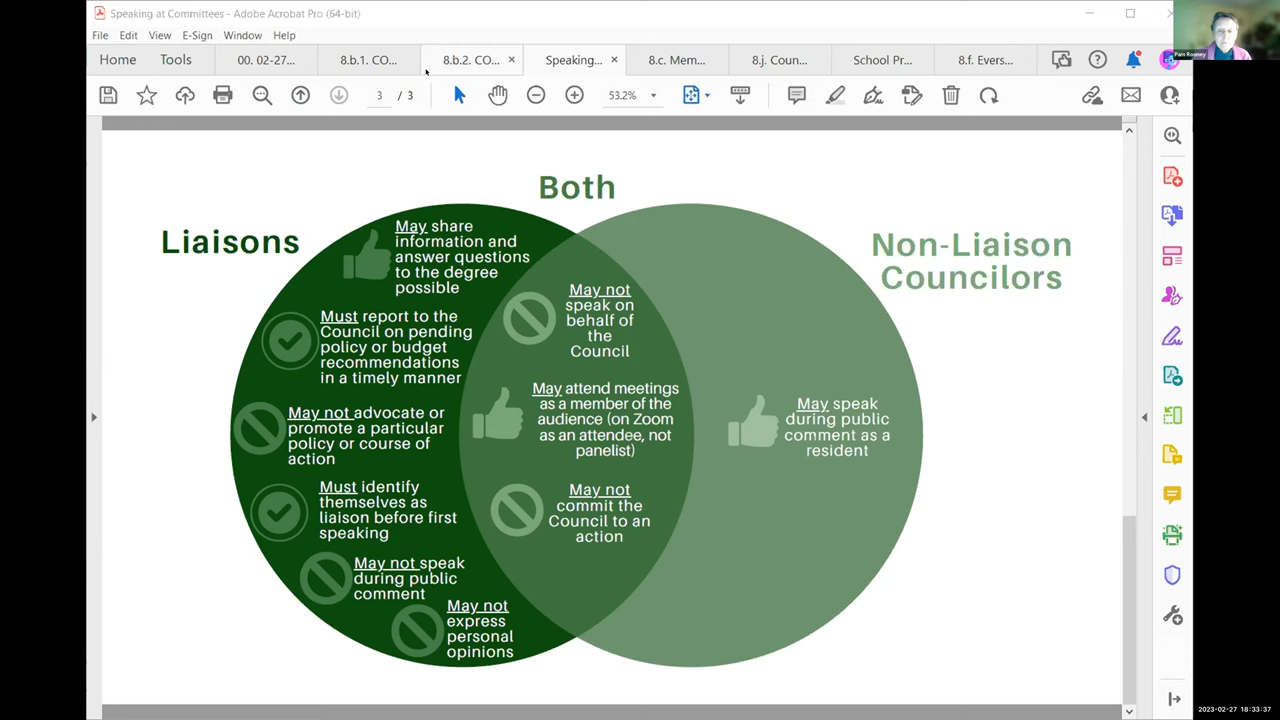 Speaking at Committees - Adobe Acrobat Pro (64-bit)
File Edit View E-Sign Window Help
Home Tools 00. 02-27... 8.b.1. CO... 8.b.2. CO... Speaking... 8.c. Mem... 8.j. Coun... School Pr... 8.f. Evers...
3 / 3 53.2%
Pam Rooney
Both
Liaisons
Non-Liaison
Councilors
May share
information and
answer questions
to the degree
possible
Must report to the
Council on pending
policy or budget
recommendations
in a timely manner
May not advocate or
promote a particular
policy or course of
action
Must identify
themselves as
liaison before first
speaking
May not speak
during public
comment
May not
express
personal
opinions
May not
speak on
behalf of
the
Council
May attend meetings
as a member of the
audience (on Zoom
as an attendee, not
panelist)
May not
commit the
Council to an
action
May speak
during public
comment as a
resident
2023-02-27 18:33:37